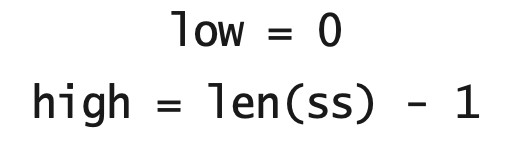 low = 0
high = len(ss) - 1